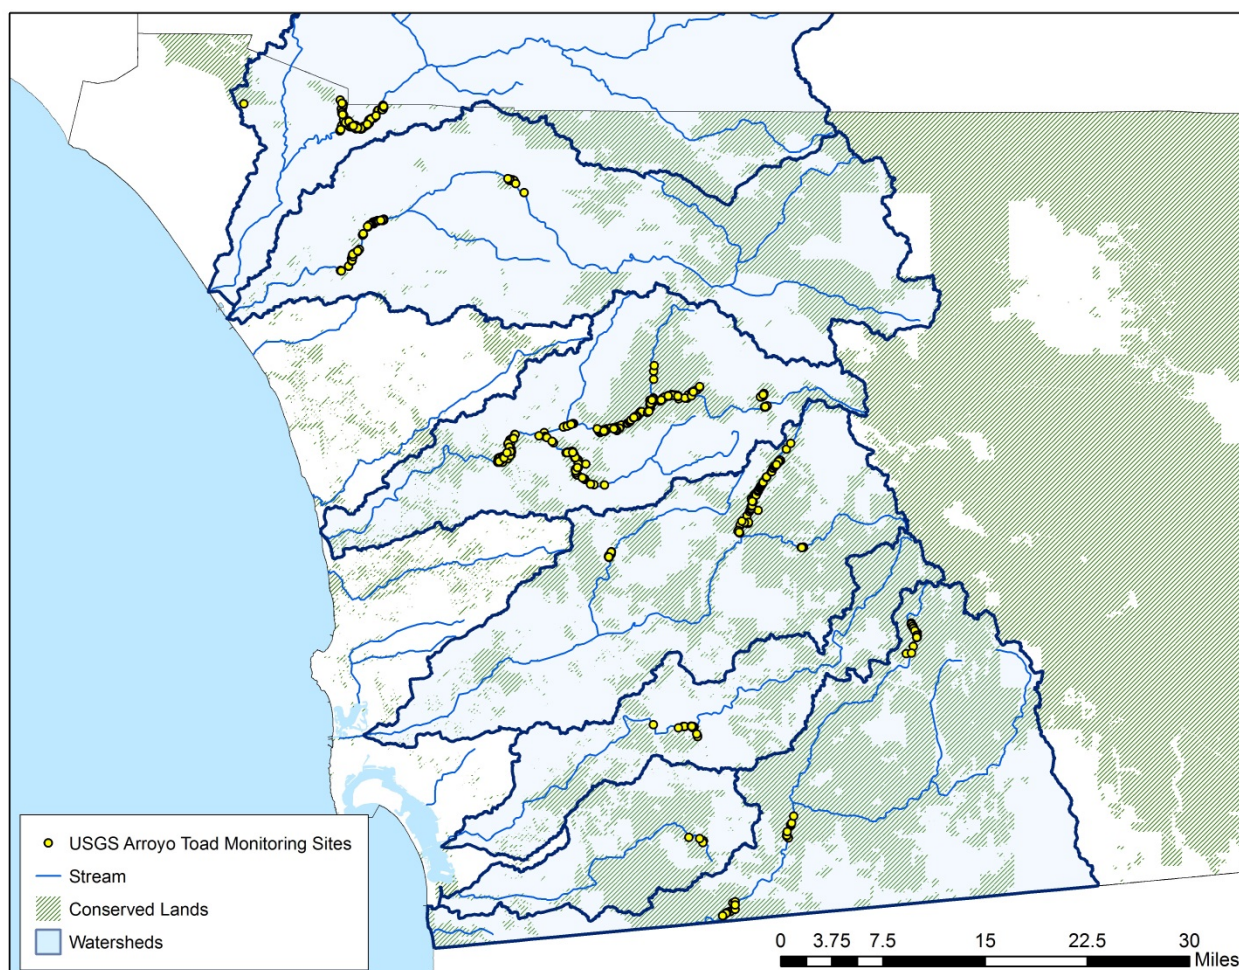 USGS Arroyo Toad Monitoring Sites
Stream
Conserved Lands
Watersheds
0 3.75 7.5 15 22.5 30
Miles